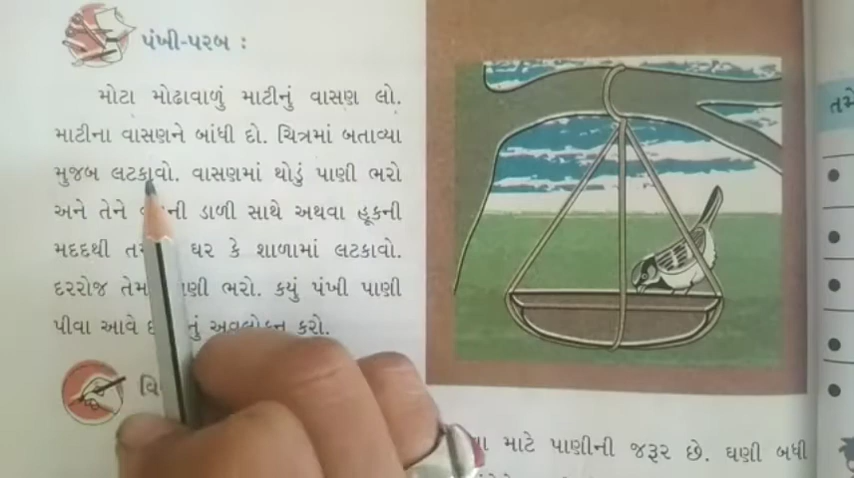 પંખી-પરબ :
મોટા મોઢાવાળું માટીનું વાસણ લો.
માટીના વાસણને બાંધી દો. ચિત્રમાં બતાવ્યા
મુજબ લટકાવો. વાસણમાં થોડું પાણી ભરો
અને તેને ની ડાળી સાથે અથવા હૂકની
મદદથી ઘર કે શાળામાં લટકાવો.
દરરોજ ભરો. કયું પંખી પાણી
પીવા આવે અવલોકન કરો.
માટે પાણીની જરૂર છે. ઘણી બધી